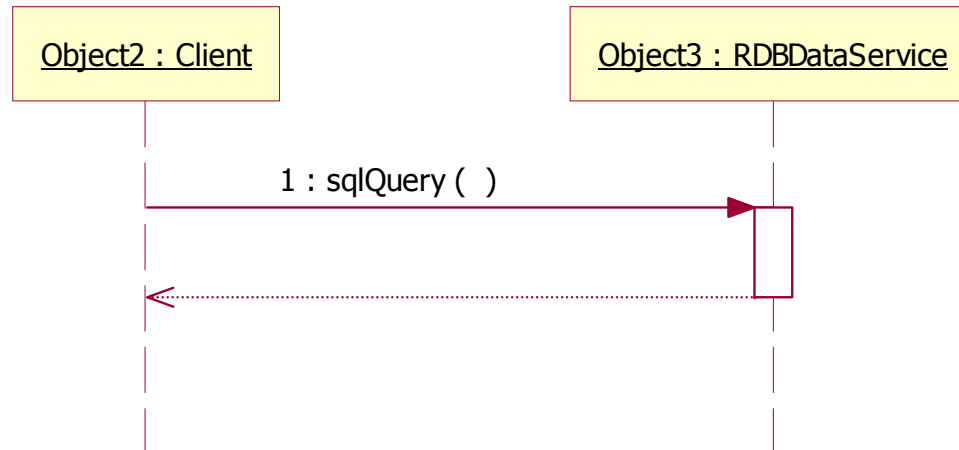 Object2 : Client
Object3 : RDBDataService
1 : sqlQuery (  )